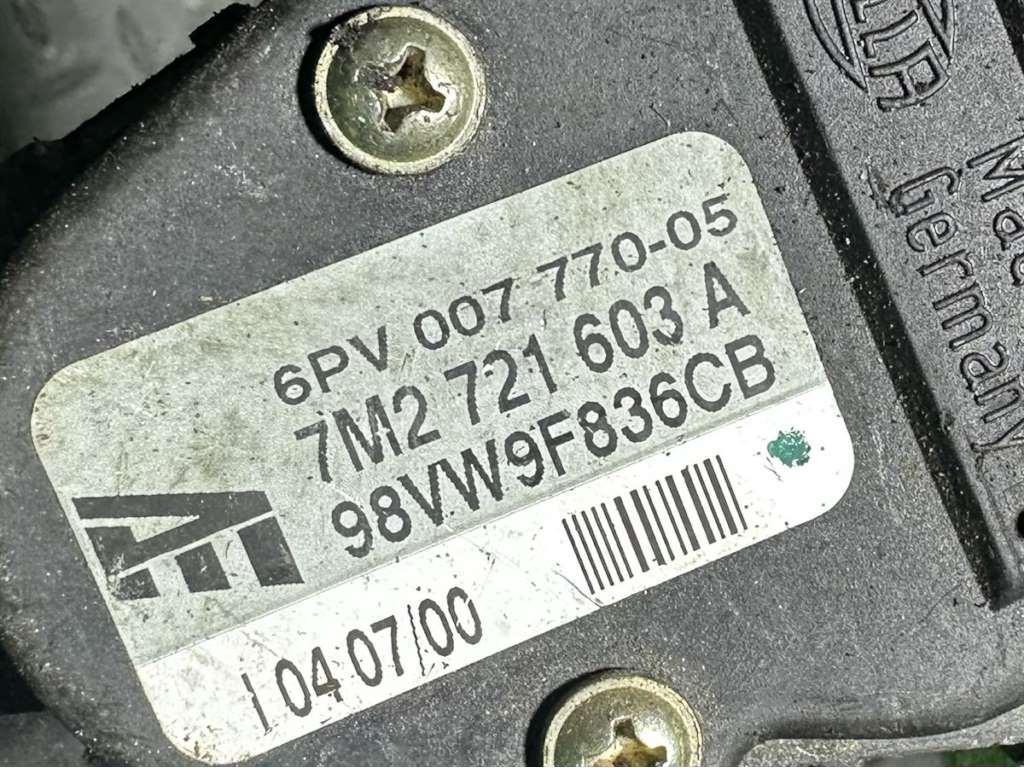 6PV 007 770-05
7M2 721 603 A
98VW9F836CB
I 04 07/00
Germany